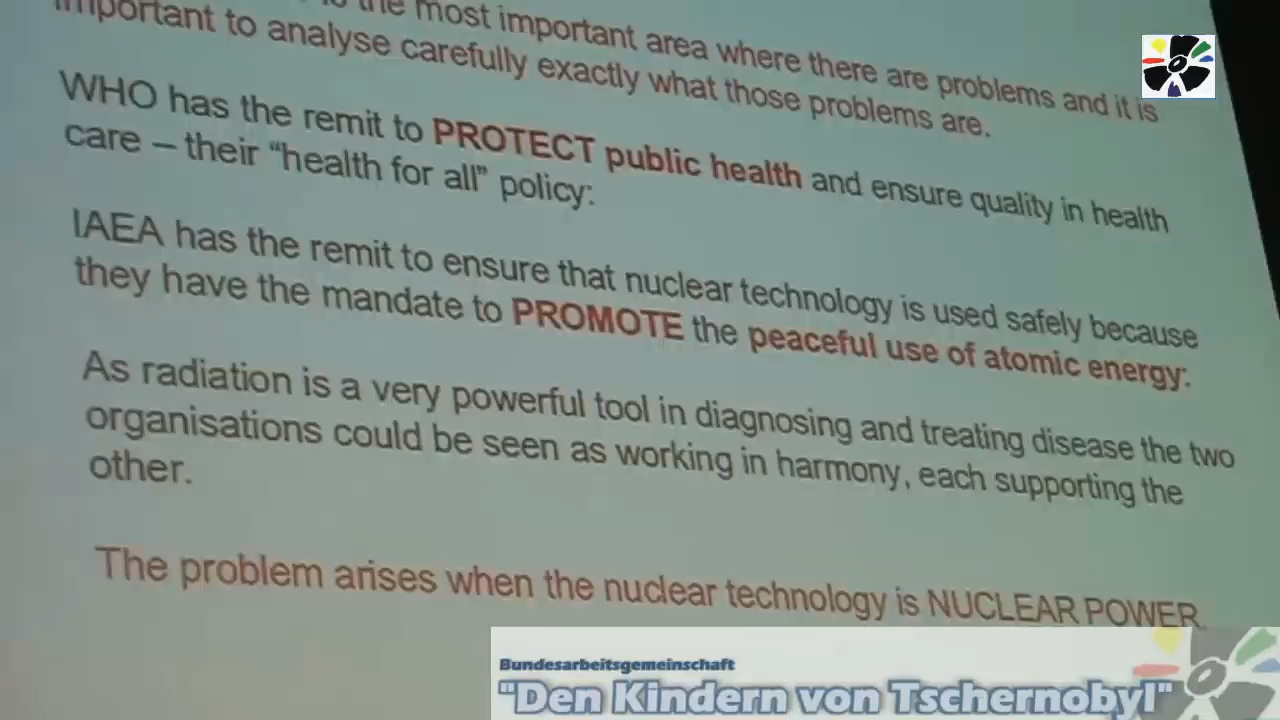 the most important area where there are problems and it is
important to analyse carefully exactly what those problems are.
WHO has the remit to PROTECT public health and ensure quality in health
care – their “health for all” policy:
IAEA has the remit to ensure that nuclear technology is used safely because
they have the mandate to PROMOTE the peaceful use of atomic energy:
As radiation is a very powerful tool in diagnosing and treating disease the two
organisations could be seen as working in harmony, each supporting the
other.
The problem arises when the nuclear technology is NUCLEAR POWER
Bundesarbeitsgemeinschaft
"Den Kindern von Tschernobyl"